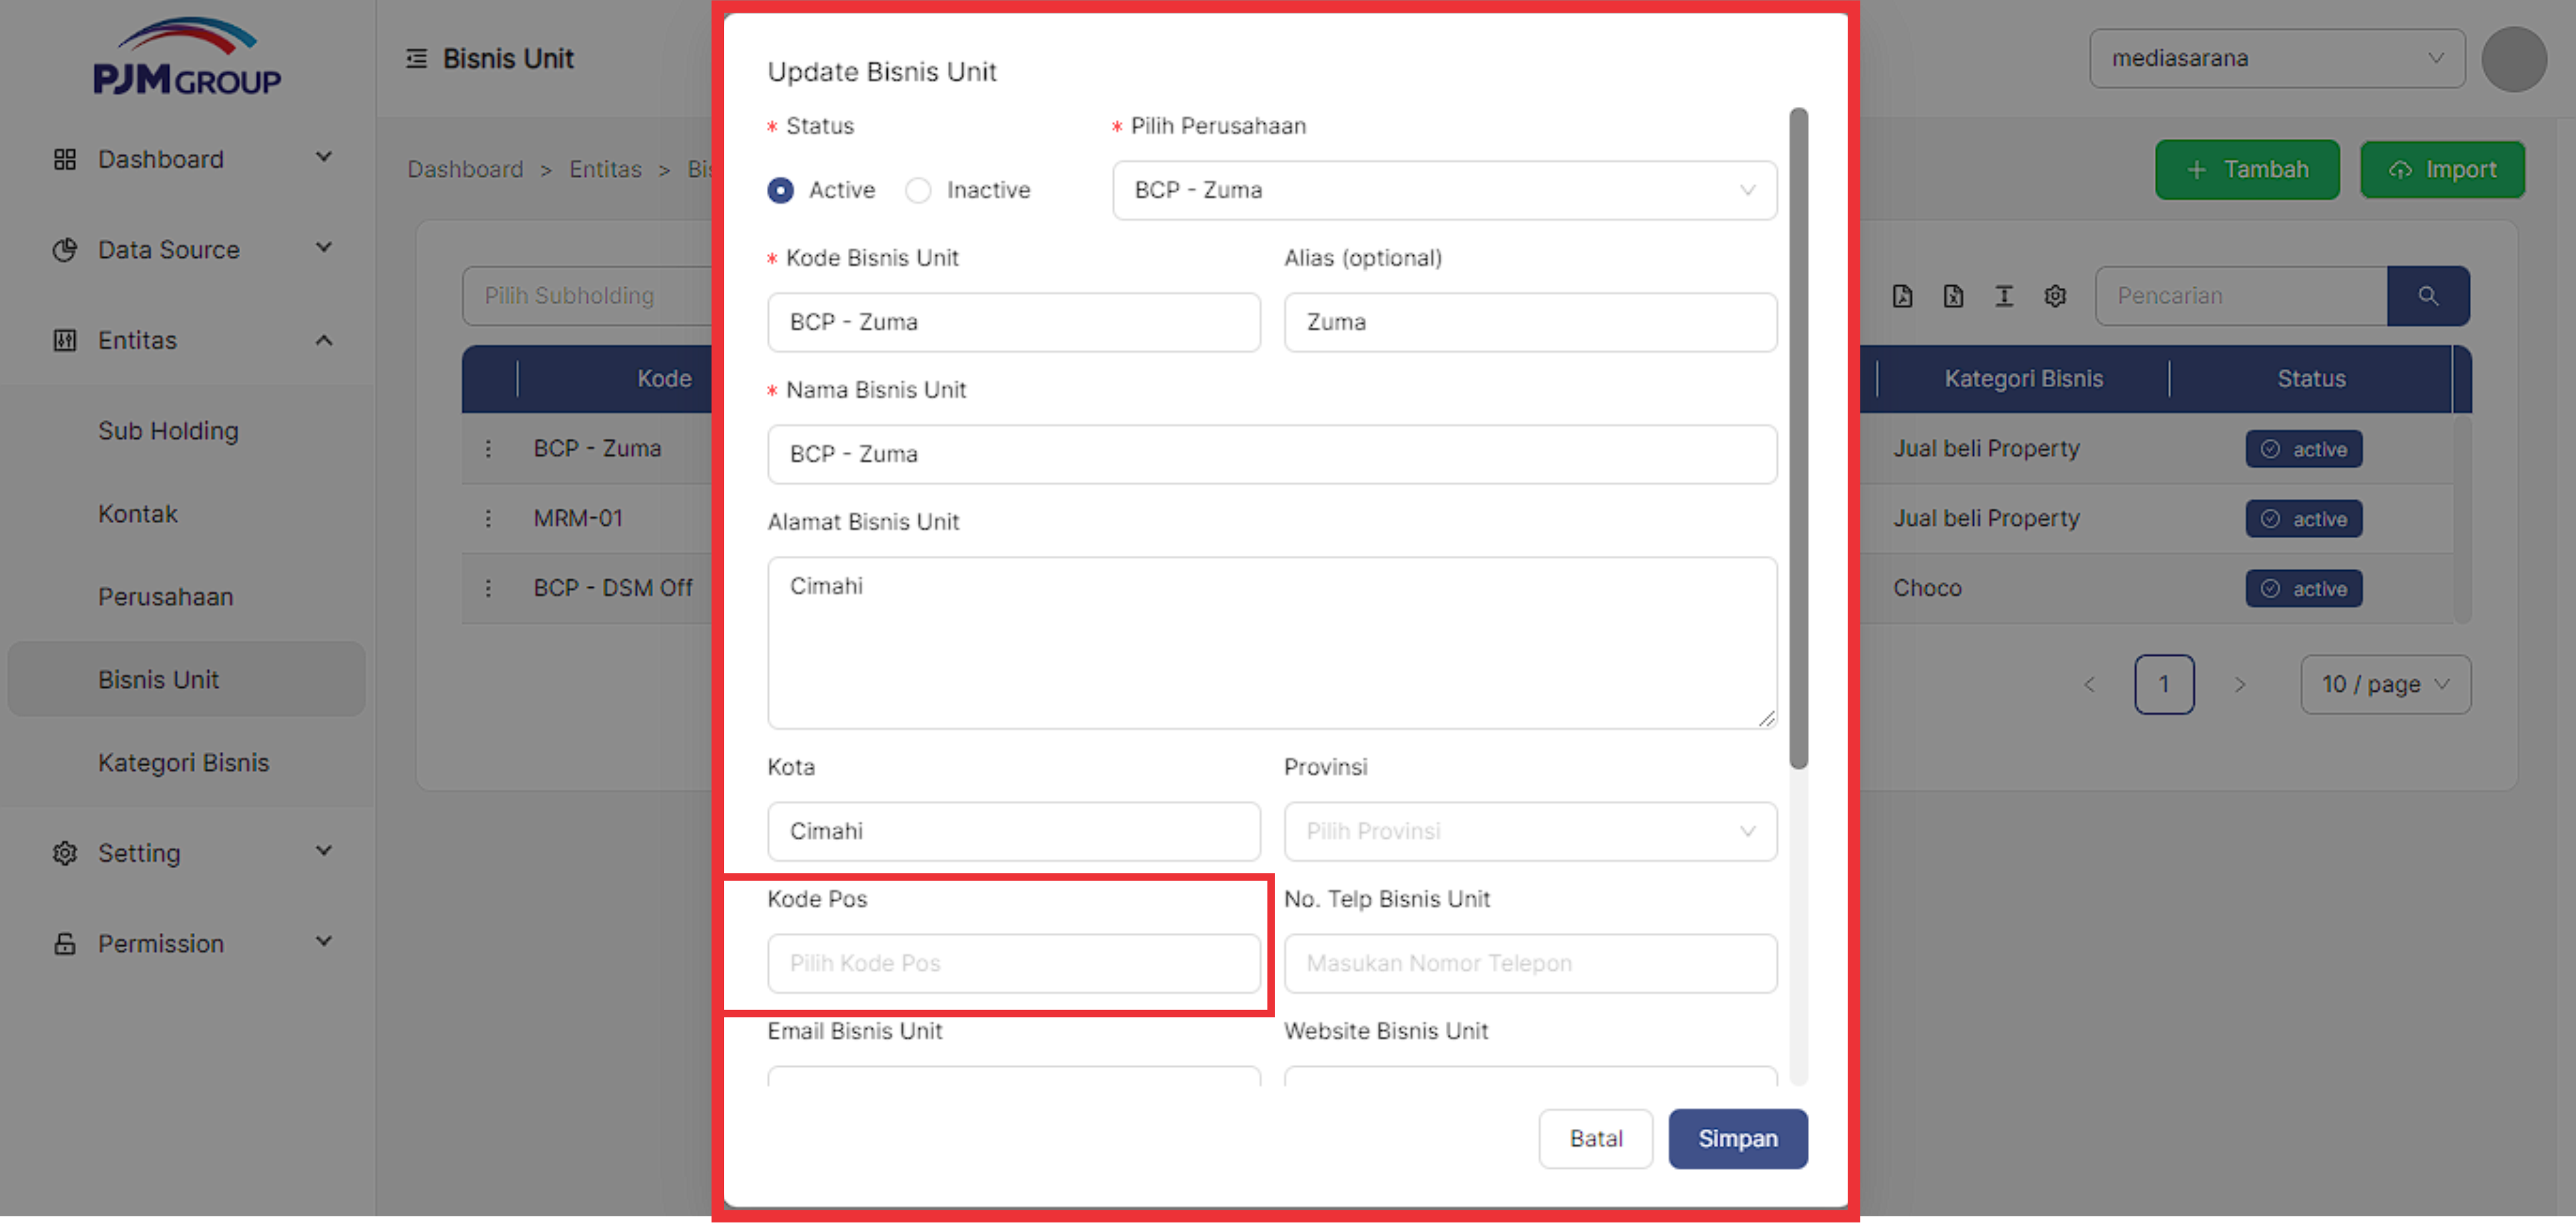 PJM GROUP
Dashboard
Data Source
Entitas
Sub Holding
Kontak
Perusahaan
Bisnis Unit
Kategori Bisnis
Setting
Permission
Bisnis Unit
mediasarana
Dashboard > Entitas > Bis
+ Tambah
Import
Pilih Subholding
Pencarian
Kode
Kategori Bisnis
Status
BCP - Zuma
Jual beli Property
active
MRM-01
Jual beli Property
active
BCP - DSM Off
Choco
active
< 1 >
10 / page
Update Bisnis Unit
* Status
* Pilih Perusahaan
Active
Inactive
BCP - Zuma
* Kode Bisnis Unit
Alias (optional)
BCP - Zuma
Zuma
* Nama Bisnis Unit
BCP - Zuma
Alamat Bisnis Unit
Cimahi
Kota
Provinsi
Cimahi
Pilih Provinsi
Kode Pos
No. Telp Bisnis Unit
Pilih Kode Pos
Masukan Nomor Telepon
Email Bisnis Unit
Website Bisnis Unit
Batal
Simpan